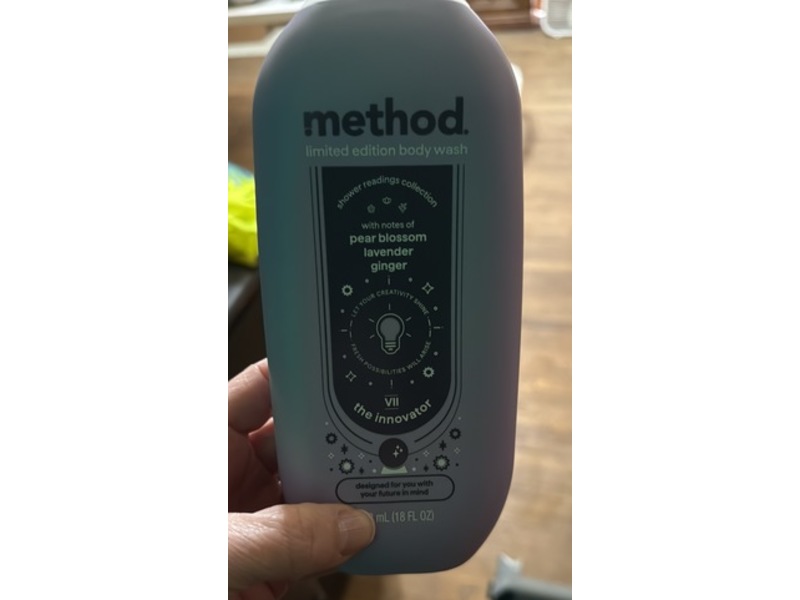 method.
limited edition body wash
shower readings collection
with notes of
pear blossom
lavender
ginger
LET YOUR CREATIVITY SHINE
FRESH POSSIBILITIES WILL ARISE
VII
the innovator
designed for you with
your future in mind
mL (18 FL OZ)